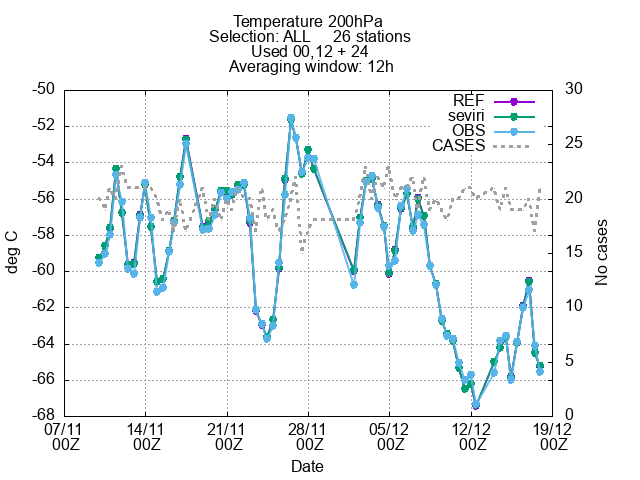 Temperature 200hPa
Selection: ALL 26 stations
Used 00,12 + 24
Averaging window: 12h
REF
seviri
OBS
CASES
-50
-52
-54
-56
-58
-60
-62
-64
-66
-68
deg C
30
25
20
15
10
5
0
No cases
07/11 14/11 21/11 28/11 05/12 12/12 19/12
00Z 00Z 00Z 00Z 00Z 00Z 00Z
Date